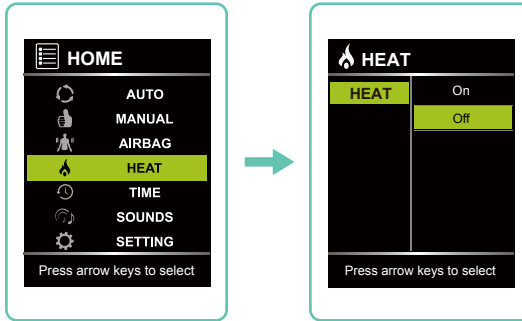 HOME
AUTO
MANUAL
AIRBAG
HEAT
TIME
SOUNDS
SETTING
Press arrow keys to select
HEAT
HEAT
On
Off
Press arrow keys to select